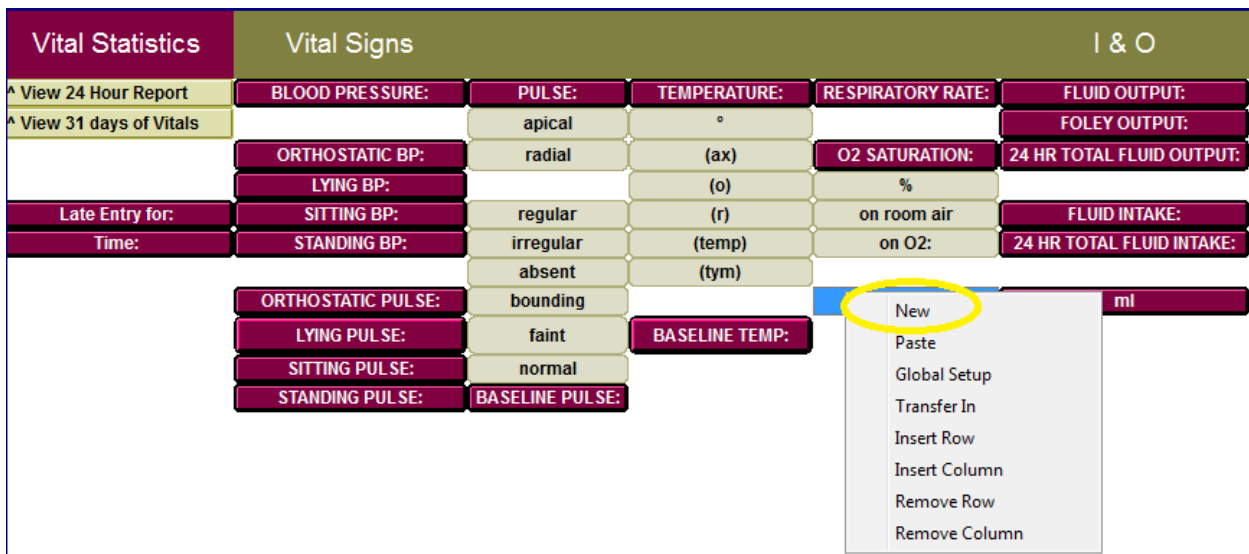 Vital Statistics Vital Signs I & O
^ View 24 Hour Report BLOOD PRESSURE: PULSE: TEMPERATURE: RESPIRATORY RATE: FLUID OUTPUT:
^ View 31 days of Vitals apical ° FOLEY OUTPUT:
ORTHOSTATIC BP: radial (ax) O2 SATURATION: 24 HR TOTAL FLUID OUTPUT:
LYING BP: (o) %
Late Entry for: SITTING BP: regular (r) on room air FLUID INTAKE:
Time: STANDING BP: irregular (temp) on O2: 24 HR TOTAL FLUID INTAKE:
absent (tym)
ORTHOSTATIC PULSE: bounding ml
LYING PULSE: faint BASELINE TEMP:
SITTING PULSE: normal
STANDING PULSE: BASELINE PULSE:
New
Paste
Global Setup
Transfer In
Insert Row
Insert Column
Remove Row
Remove Column